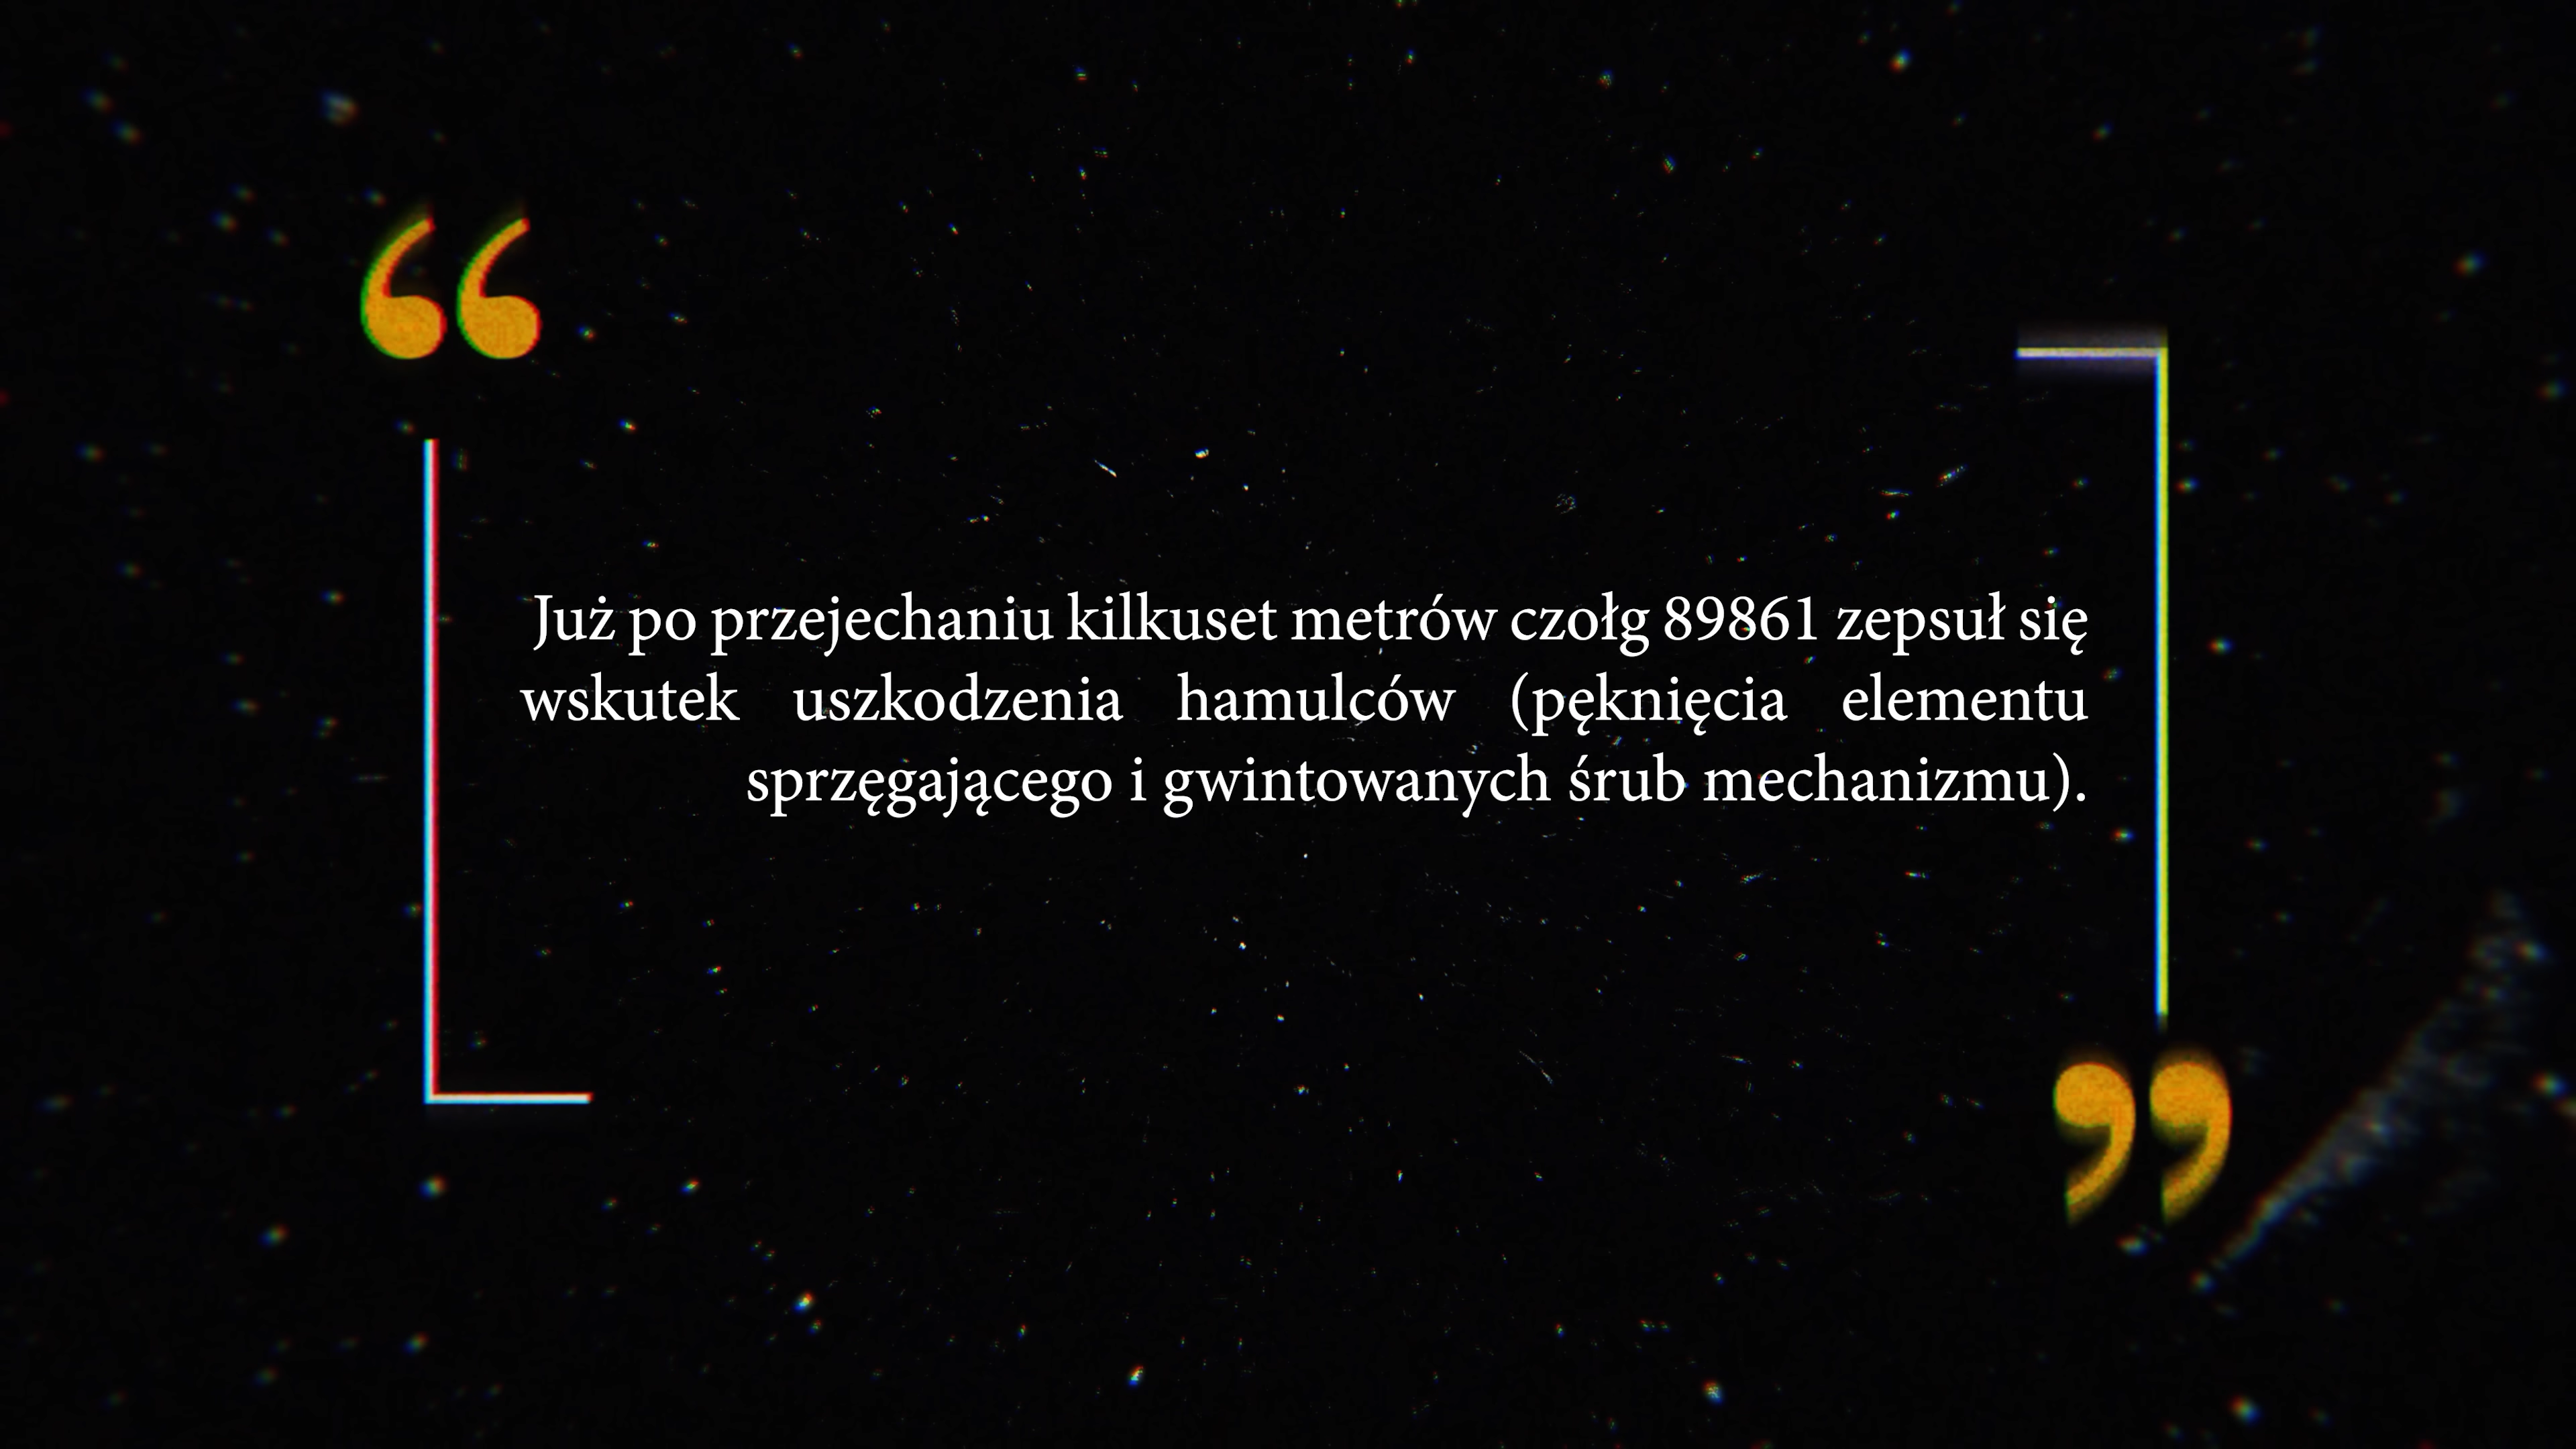 “
Już po przejechaniu kilkuset metrów czołg 89861 zepsuł się
wskutek uszkodzenia hamulców (pęknięcia elementu
sprzęgającego i gwintowanych śrub mechanizmu).
”